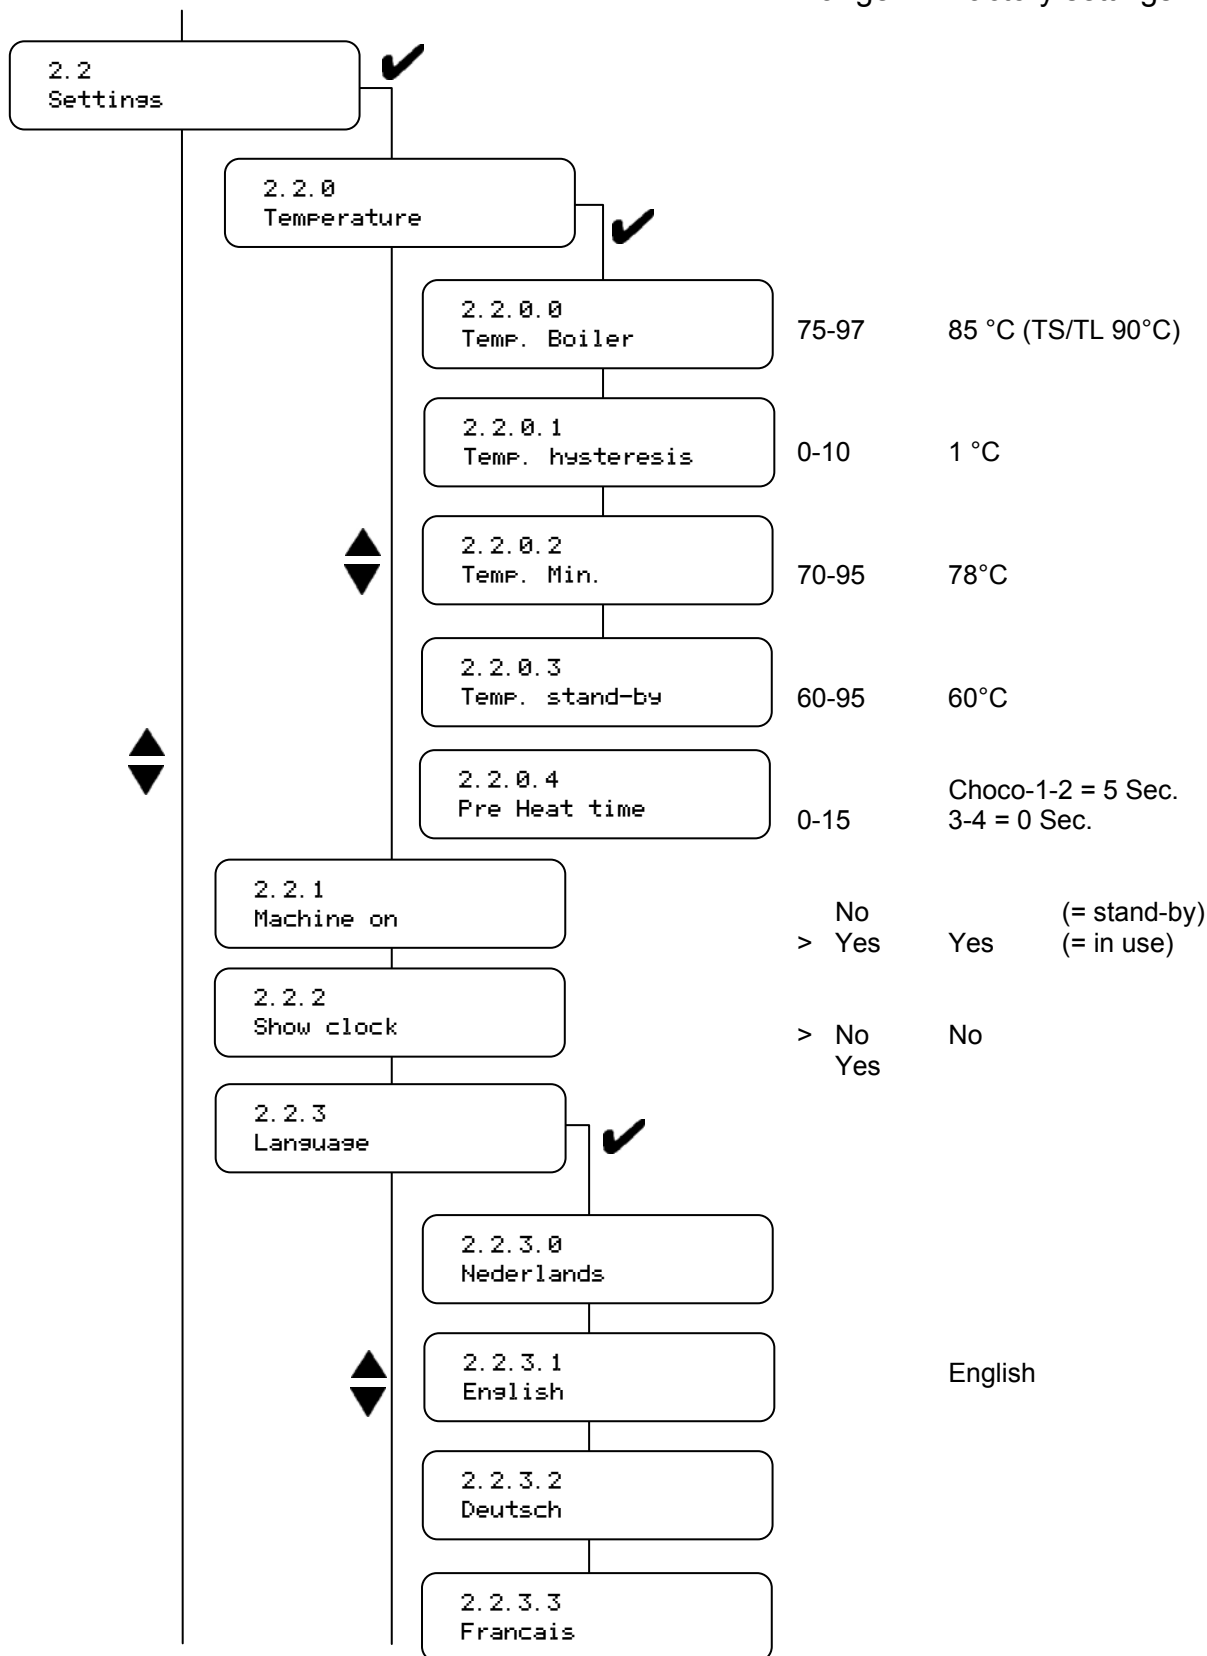 2.2
Settings
2.2.0
Temperature
2.2.0.0
Temp. Boiler
75-97 85 °C (TS/TL 90°C)
2.2.0.1
Temp. hysteresis
0-10 1 °C
2.2.0.2
Temp. Min.
70-95 78°C
2.2.0.3
Temp. stand-by
60-95 60°C
2.2.0.4
Pre Heat time
Choco-1-2 = 5 Sec.
0-15 3-4 = 0 Sec.
2.2.1
Machine on
No (= stand-by)
> Yes Yes (= in use)
2.2.2
Show clock
> No No
Yes
2.2.3
Language
2.2.3.0
Nederlands
2.2.3.1
English
English
2.2.3.2
Deutsch
2.2.3.3
Francais